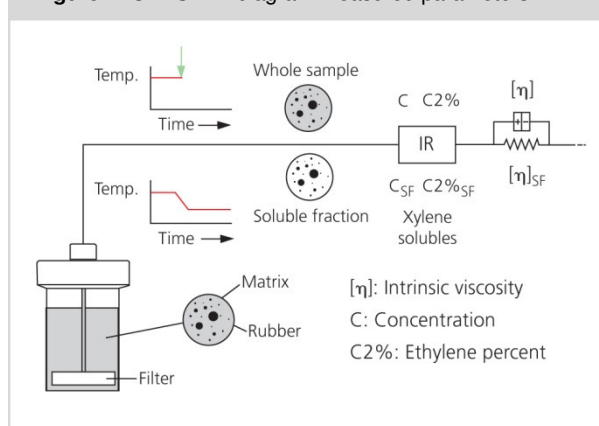 Temp.
Time
Whole sample
C C2%
[η]
IR
Temp.
Time
Soluble fraction
CSF C2%SF
[η]SF
Xylene
solubles
Matrix
Rubber
Filter
[η]: Intrinsic viscosity
C: Concentration
C2%: Ethylene percent